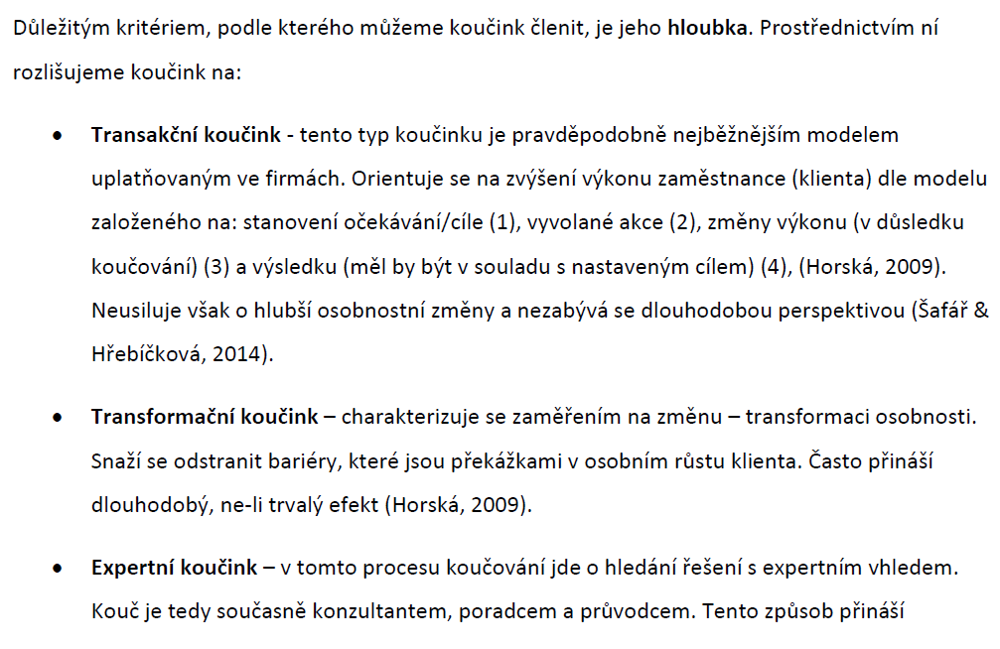 Důležitým kritériem, podle kterého můžeme koučink členit, je jeho hloubka. Prostřednictvím ní
rozlišujeme koučink na:
• Transakční koučink - tento typ koučinku je pravděpodobně nejběžnějším modelem
uplatňovaným ve firmách. Orientuje se na zvýšení výkonu zaměstnance (klienta) dle modelu
založeného na: stanovení očekávání/cíle (1), vyvolané akce (2), změny výkonu (v důsledku
koučování) (3) a výsledku (měl by být v souladu s nastaveným cílem) (4), (Horská, 2009).
Neusiluje však o hlubší osobnostní změny a nezabývá se dlouhodobou perspektivou (Šafář &
Hřebíčková, 2014).
• Transformační koučink – charakterizuje se zaměřením na změnu – transformaci osobnosti.
Snaží se odstranit bariéry, které jsou překážkami v osobním růstu klienta. Často přináší
dlouhodobý, ne-li trvalý efekt (Horská, 2009).
• Expertní koučink – v tomto procesu koučování jde o hledání řešení s expertním vhledem.
Kouč je tedy současně konzultantem, poradcem a průvodcem. Tento způsob přináší